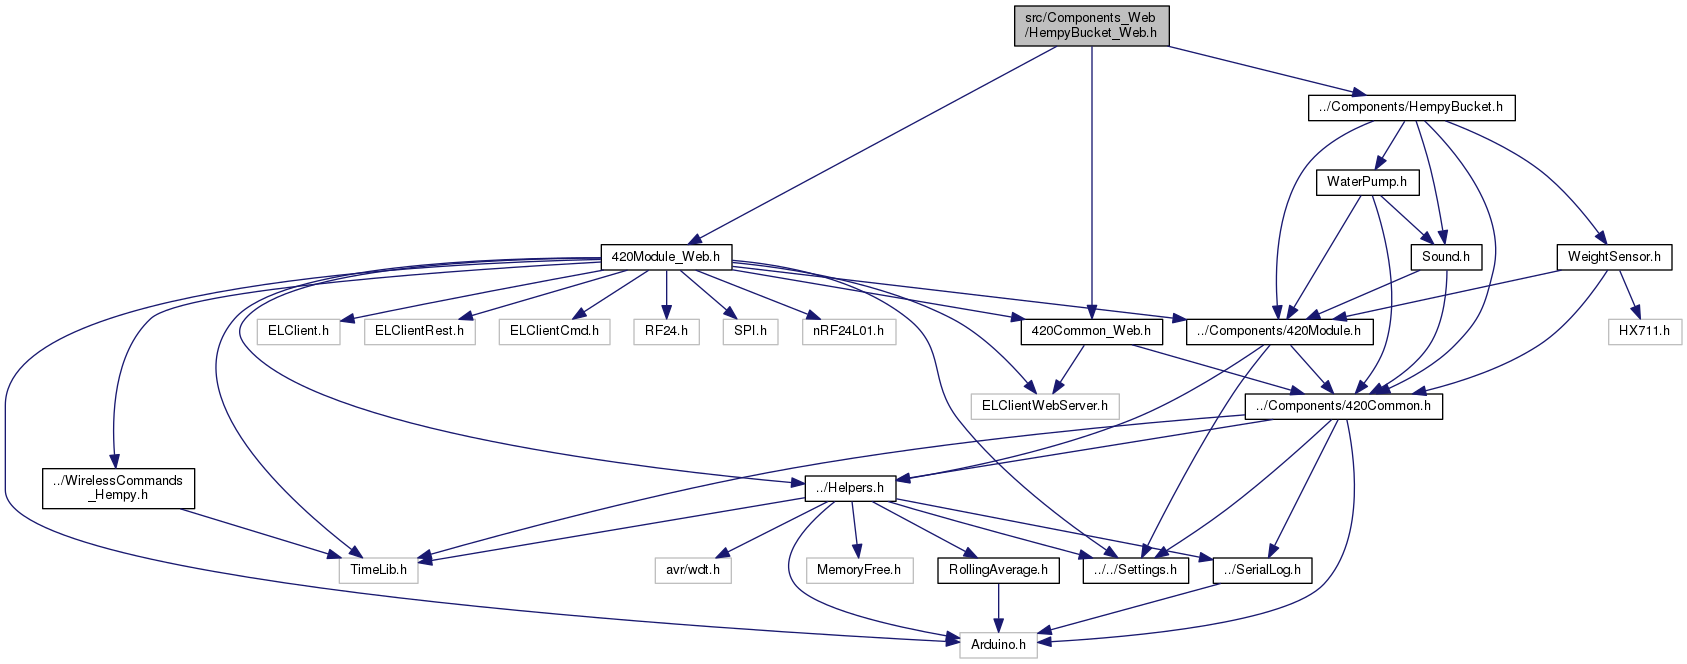 src/Components_Web
/HempyBucket_Web.h
../Components/HempyBucket.h
WaterPump.h
420Module_Web.h
Sound.h
WeightSensor.h
ELClient.h
ELClientRest.h
ELClientCmd.h
RF24.h
SPI.h
nRF24L01.h
420Common_Web.h
../Components/420Module.h
HX711.h
ELClientWebServer.h
../Components/420Common.h
../WirelessCommands
_Hempy.h
../Helpers.h
TimeLib.h
avr/wdt.h
MemoryFree.h
RollingAverage.h
../../Settings.h
../SerialLog.h
Arduino.h